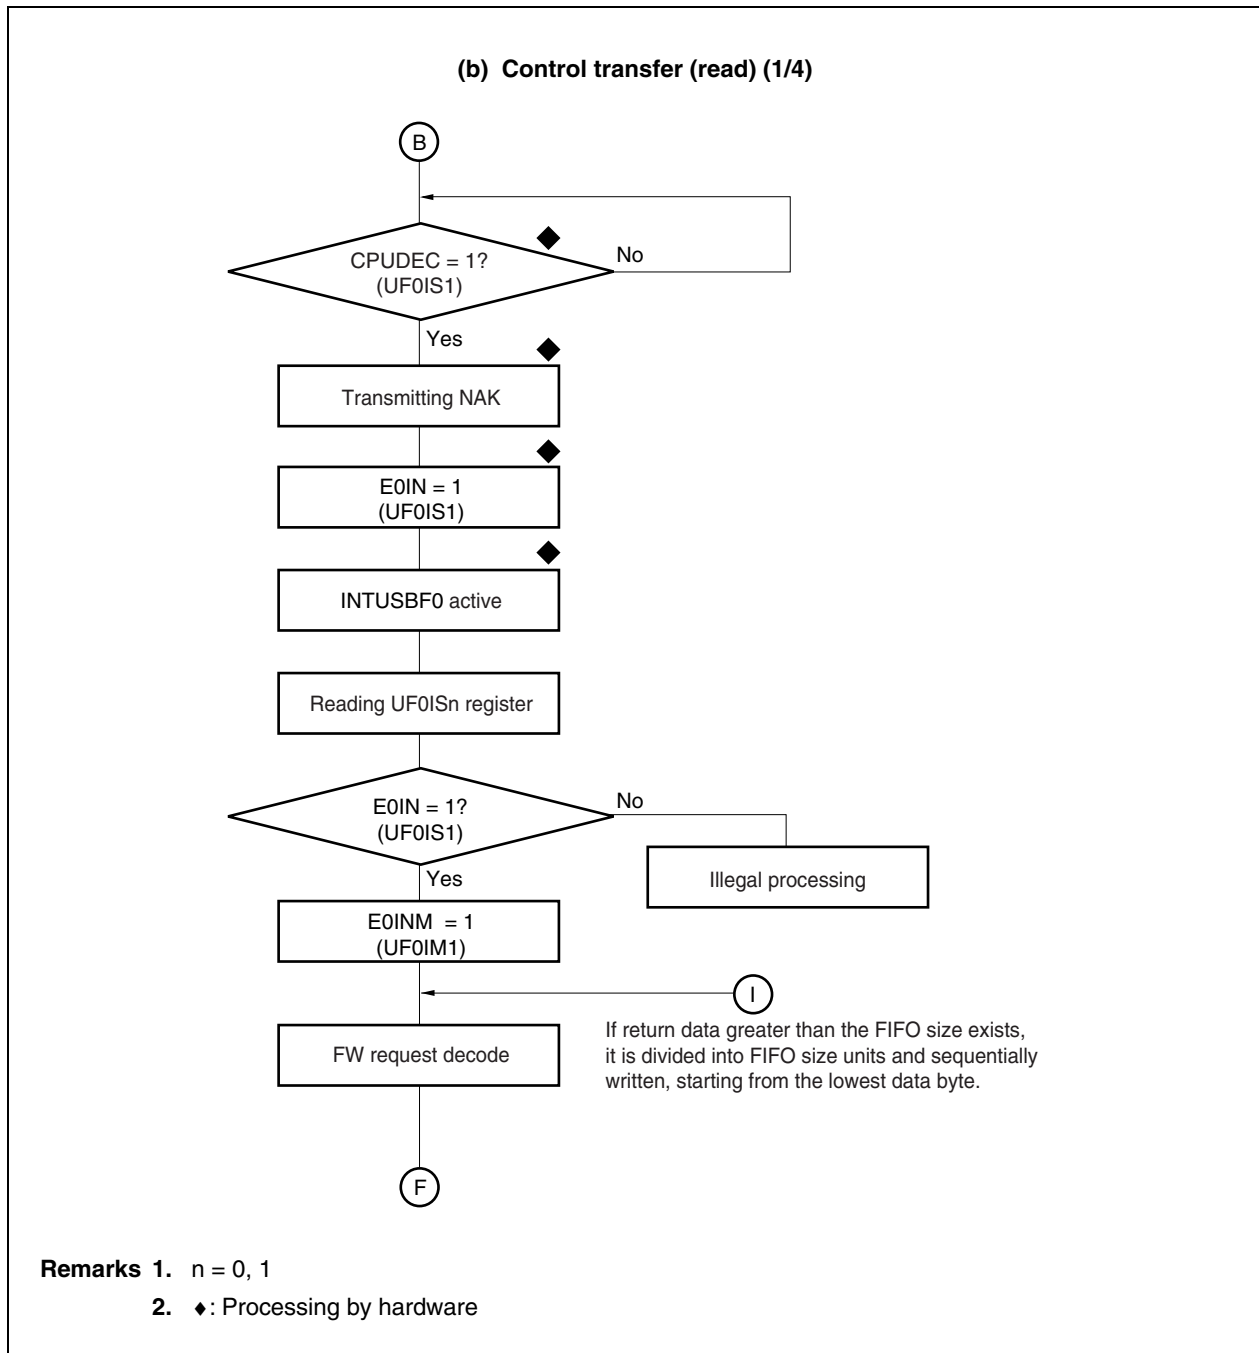 (b) Control transfer (read) (1/4)
B
CPUDEC = 1?
(UF0IS1)
No
Yes
Transmitting NAK
E0IN = 1
(UF0IS1)
INTUSBF0 active
Reading UF0ISn register
E0IN = 1?
(UF0IS1)
No
Illegal processing
Yes
E0INM = 1
(UF0IM1)
I
If return data greater than the FIFO size exists,
it is divided into FIFO size units and sequentially
written, starting from the lowest data byte.
FW request decode
F
Remarks 1. n = 0, 1
2. ♦: Processing by hardware